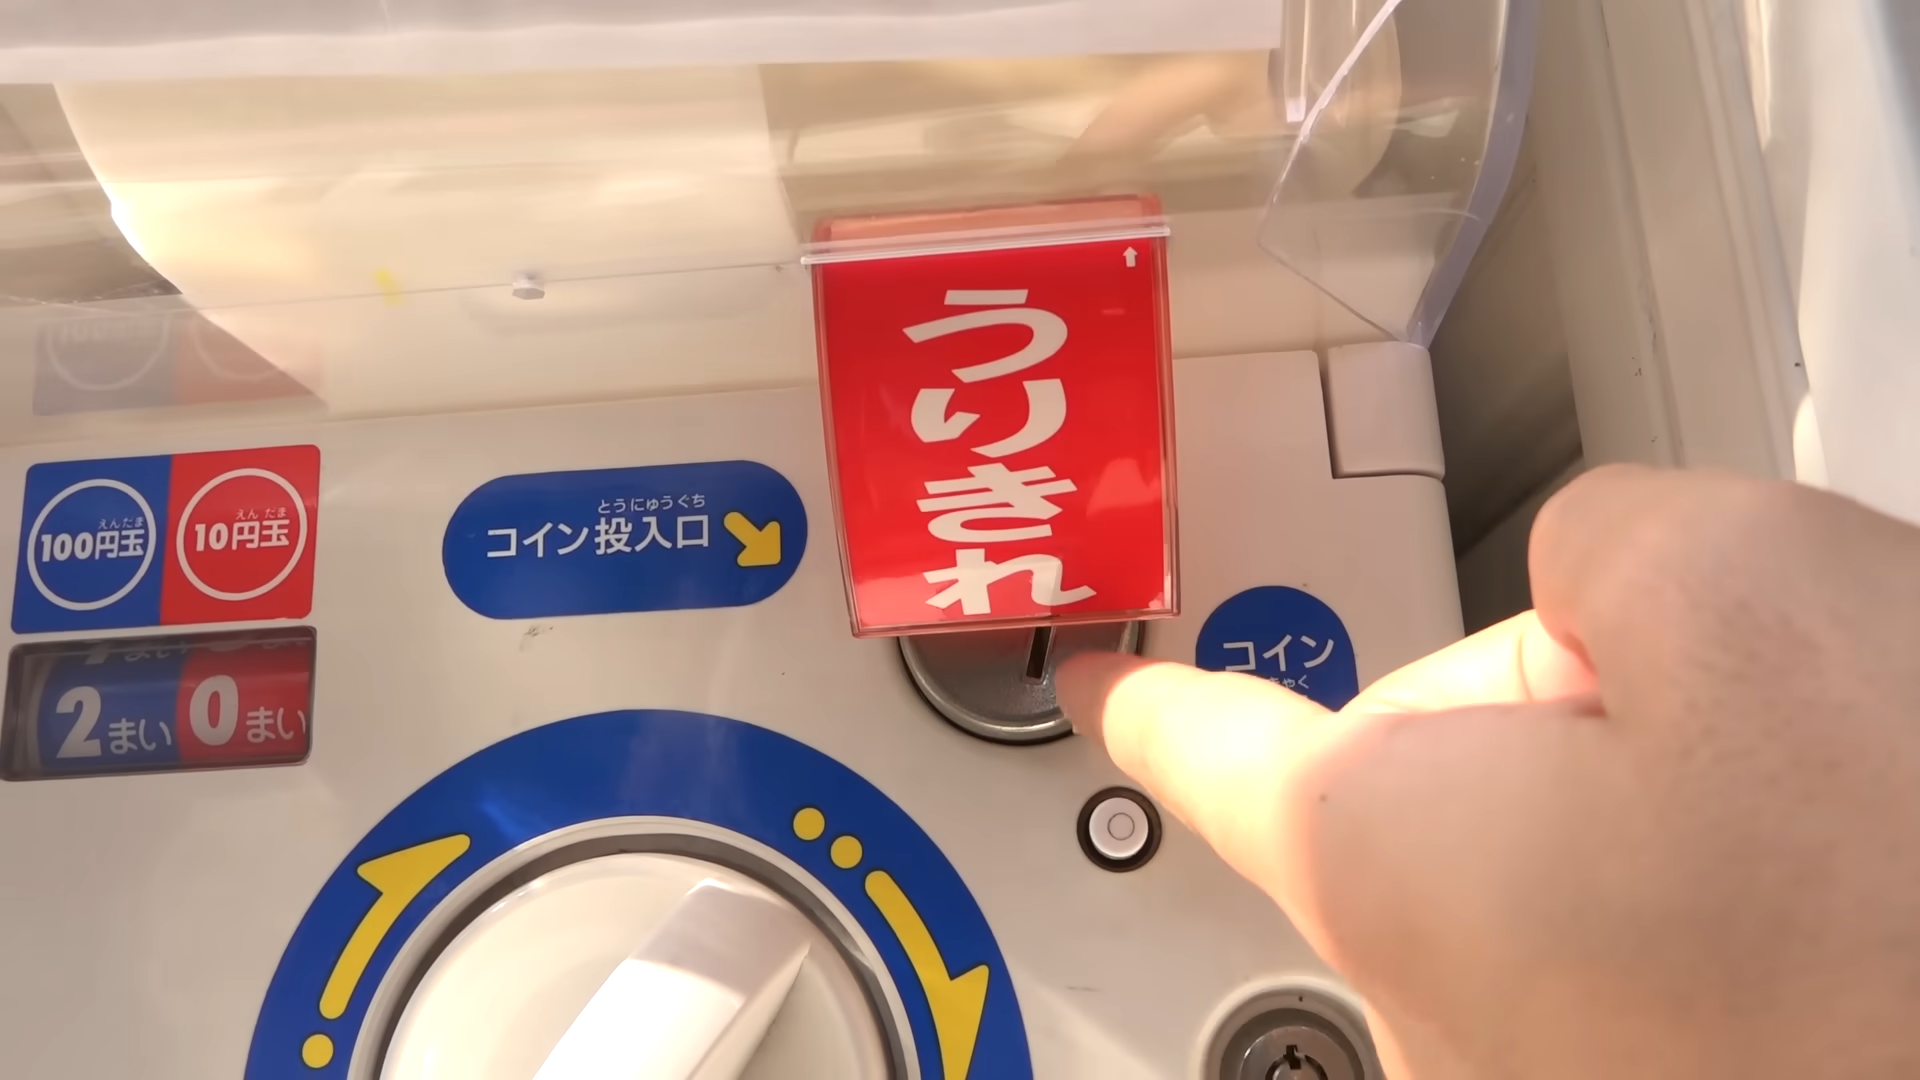 うりきれ
えんだま
100円玉
えんだま
10円玉
とうにゅうぐち
コイン投入口
コイン
2まい
0まい